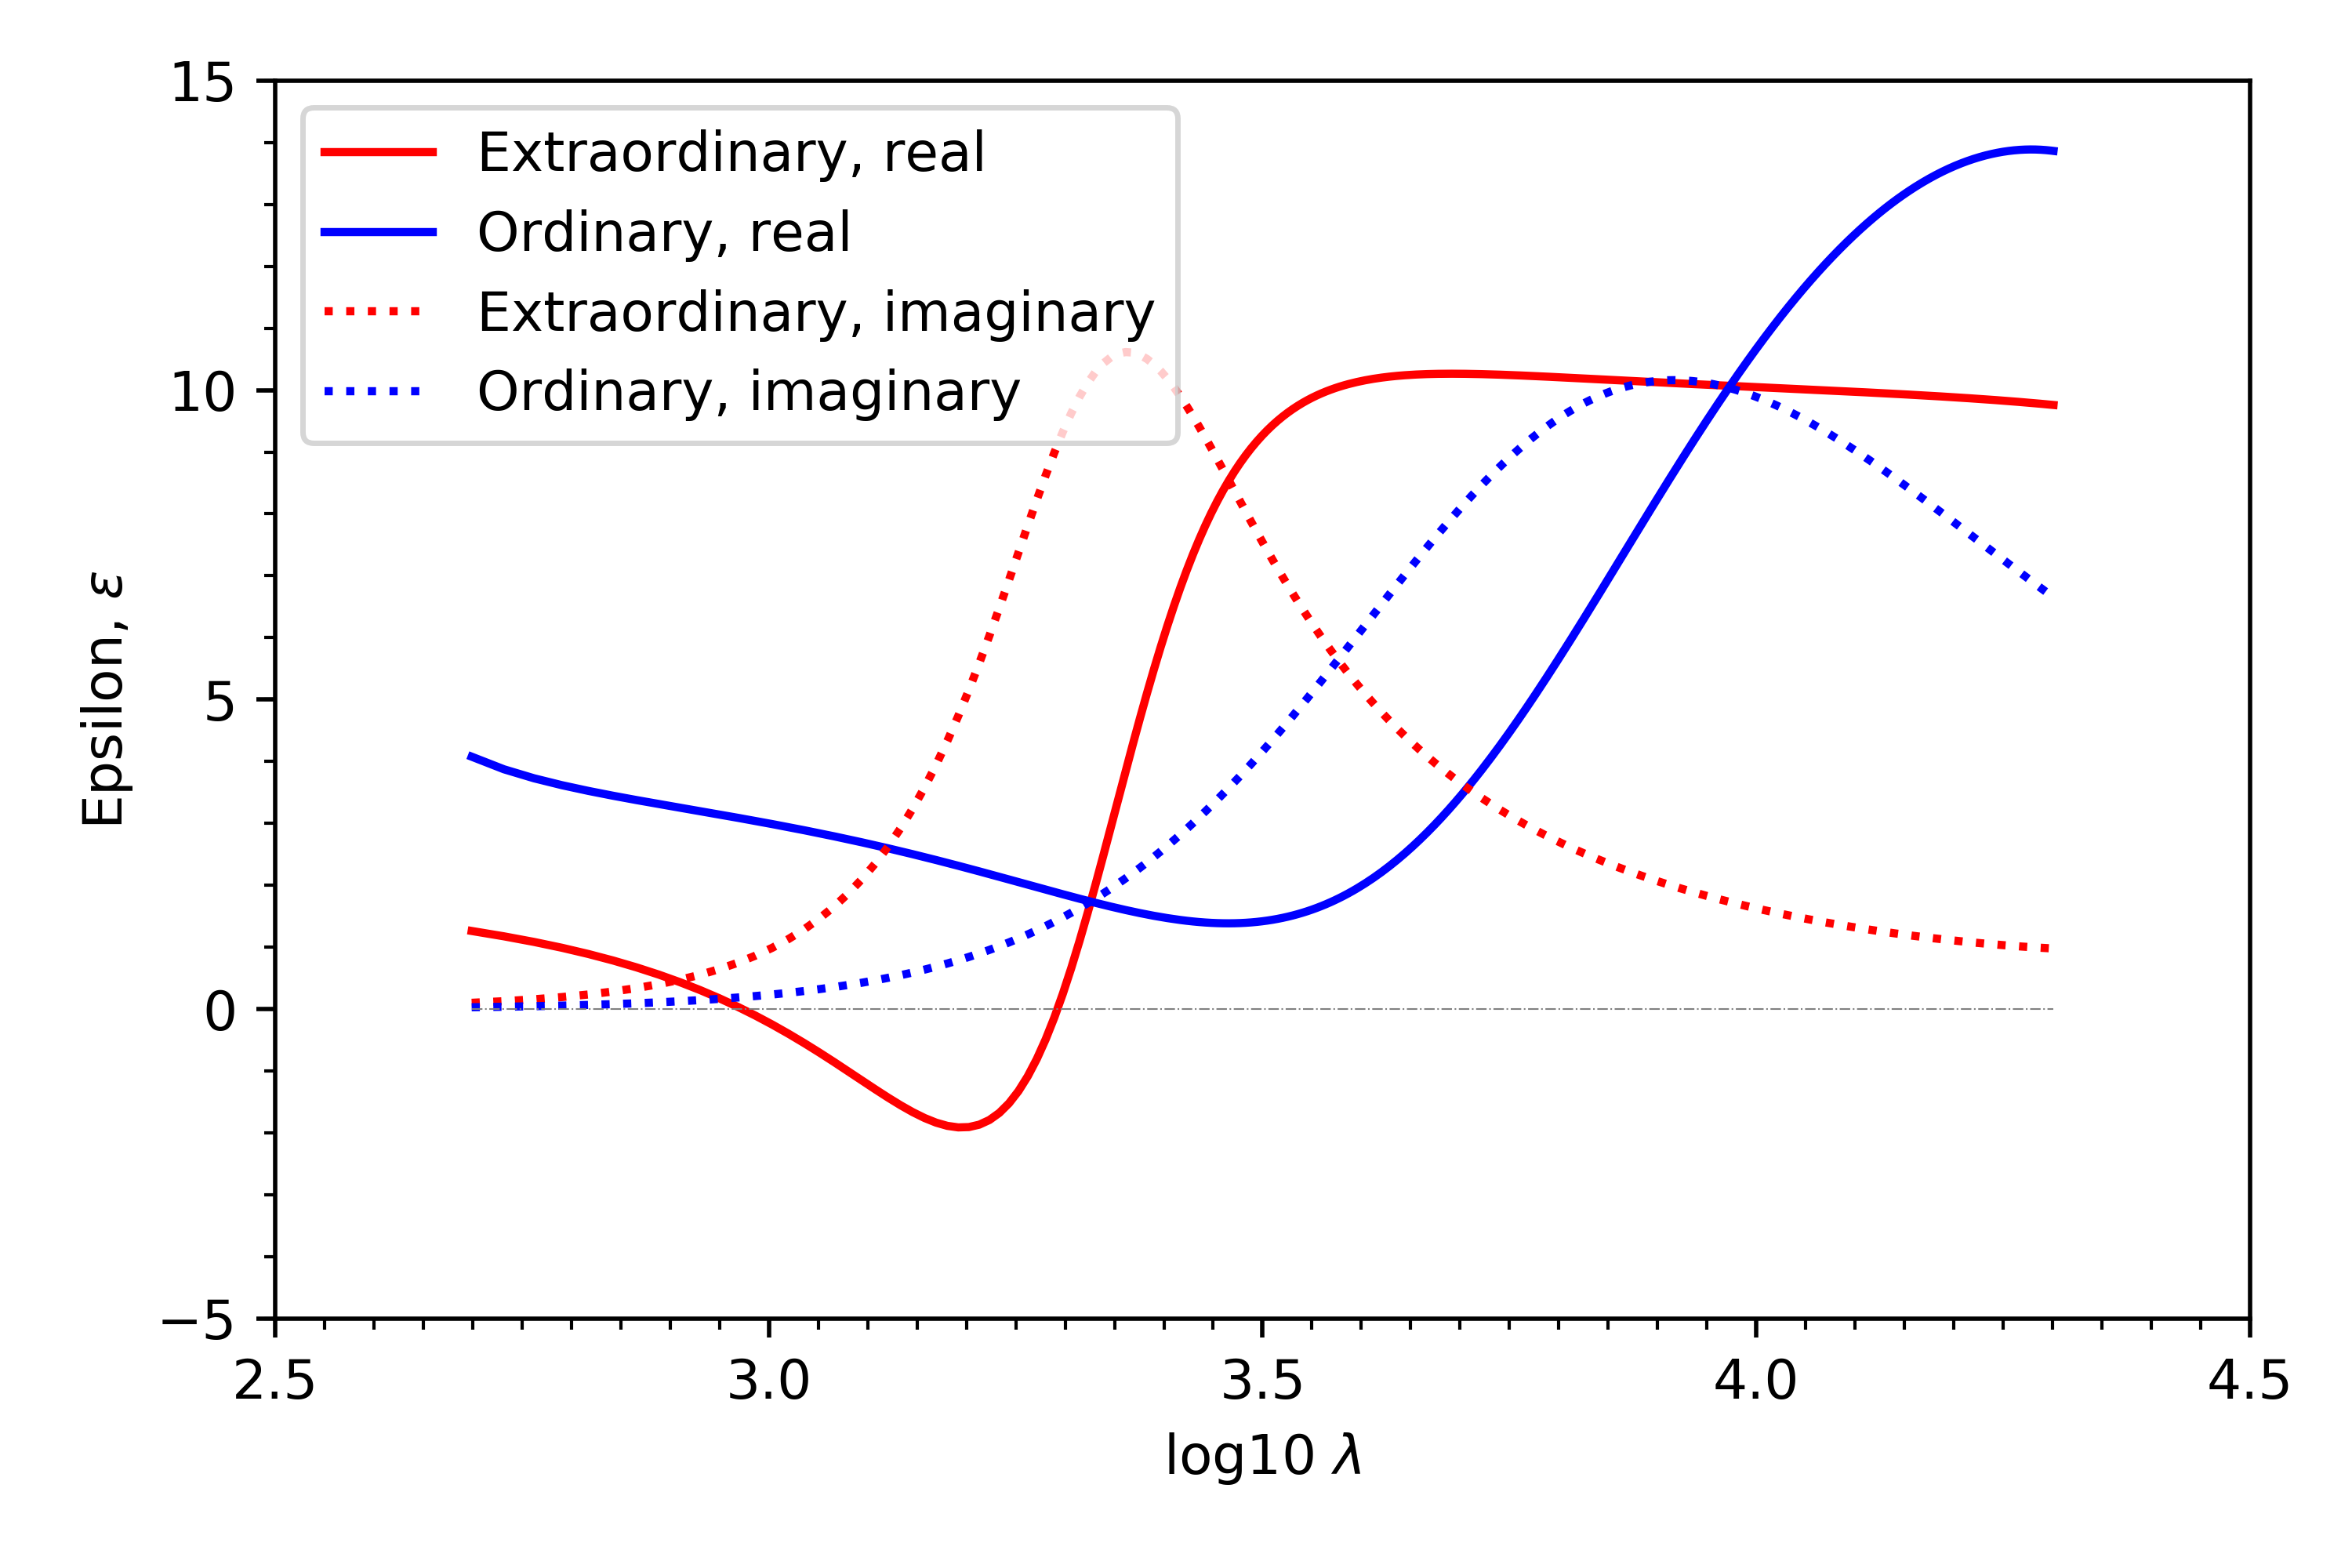 15
10
5
0
−5
Extraordinary, real
Ordinary, real
Extraordinary, imaginary
Ordinary, imaginary
Epsilon, ε
2.5 3.0 3.5 4.0 4.5
log10 λ